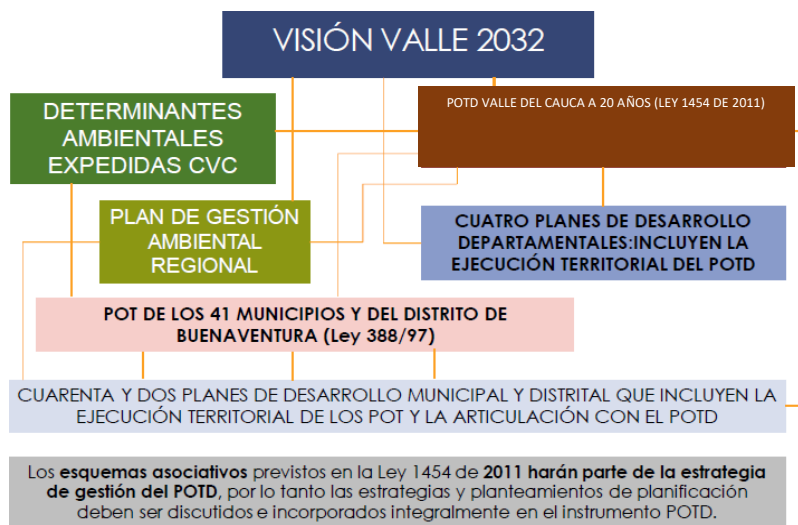 VISIÓN VALLE 2032
DETERMINANTES
AMBIENTALES
EXPEDIDAS CVC
POTD VALLE DEL CAUCA A 20 AÑOS (LEY 1454 DE 2011)
PLAN DE GESTIÓN
AMBIENTAL
REGIONAL
CUATRO PLANES DE DESARROLLO
DEPARTAMENTALES:INCLUYEN LA
EJECUCIÓN TERRITORIAL DEL POTD
POT DE LOS 41 MUNICIPIOS Y DEL DISTRITO DE
BUENAVENTURA (Ley 388/97)
CUARENTA Y DOS PLANES DE DESARROLLO MUNICIPAL Y DISTRITAL QUE INCLUYEN LA
EJECUCIÓN TERRITORIAL DE LOS POT Y LA ARTICULACIÓN CON EL POTD
Los esquemas asociativos previstos en la Ley 1454 de 2011 harán parte de la estrategia
de gestión del POTD, por lo tanto las estrategias y planteamientos de planificación
deben ser discutidos e incorporados integralmente en el instrumento POTD.